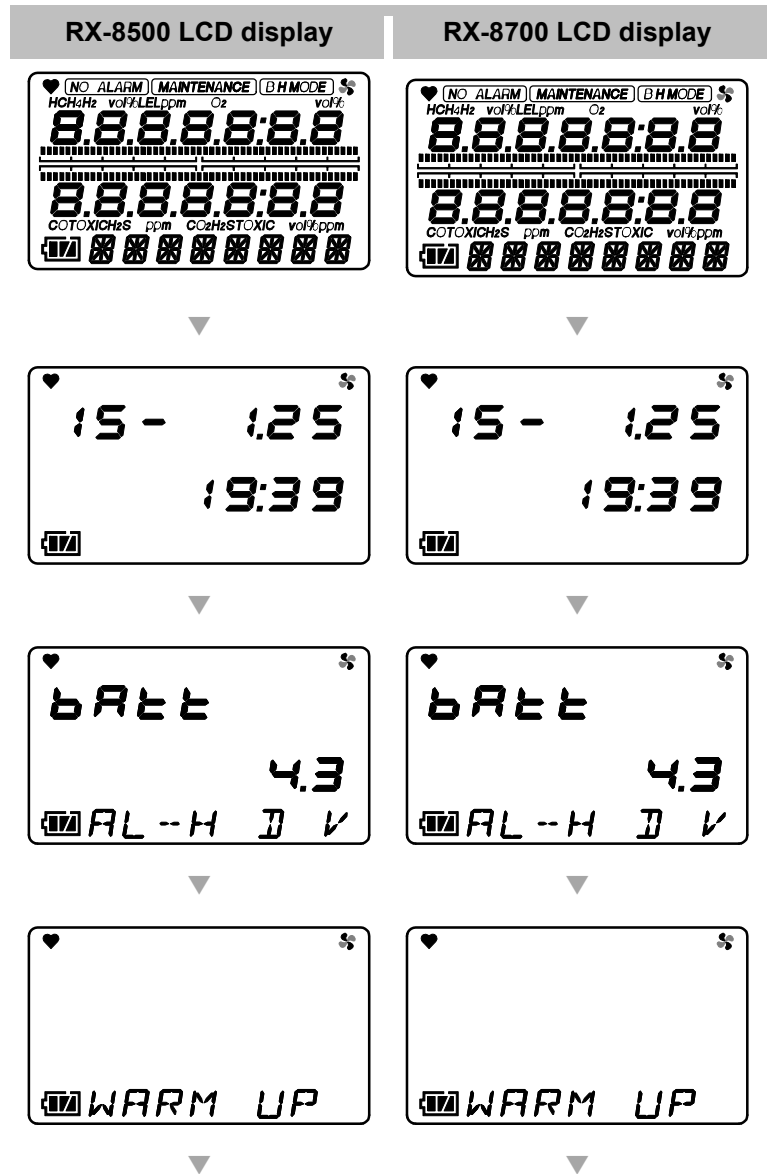 RX-8500 LCD display RX-8700 LCD display
NO ALARM MAINTENANCE BH MODE NO ALARM MAINTENANCE BH MODE
HCH4H2 vol%LELppm O2 vol% HCH4H2 vol%LELppm O2 vol%
8.8.8.8.8:8.8 8.8.8.8.8:8.8
8.8.8.8.8:8.8 8.8.8.8.8:8.8
COTOXICH2S ppm CO2H2STOXIC vol%ppm COTOXICH2S ppm CO2H2STOXIC vol%ppm
15- 1.25 15- 1.25
19:39 19:39
bAtt bAtt
4.3 4.3
AL--H D V AL--H D V
WARM UP WARM UP